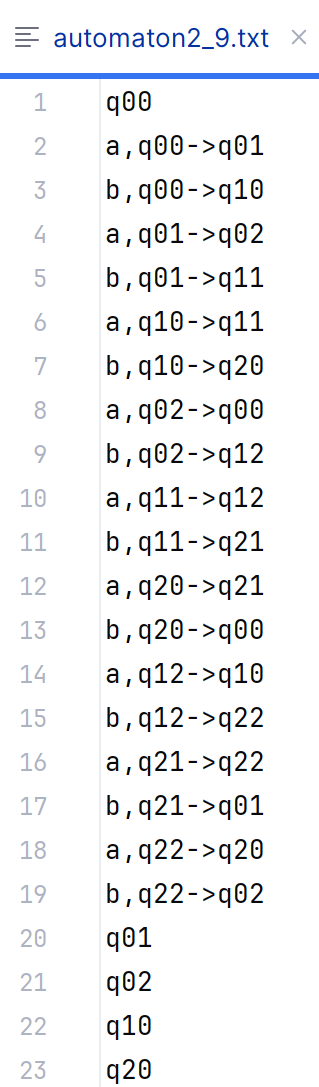 automaton2_9.txt
1 q00
2 a,q00->q01
3 b,q00->q10
4 a,q01->q02
5 b,q01->q11
6 a,q10->q11
7 b,q10->q20
8 a,q02->q00
9 b,q02->q12
10 a,q11->q12
11 b,q11->q21
12 a,q20->q21
13 b,q20->q00
14 a,q12->q10
15 b,q12->q22
16 a,q21->q22
17 b,q21->q01
18 a,q22->q20
19 b,q22->q02
20 q01
21 q02
22 q10
23 q20